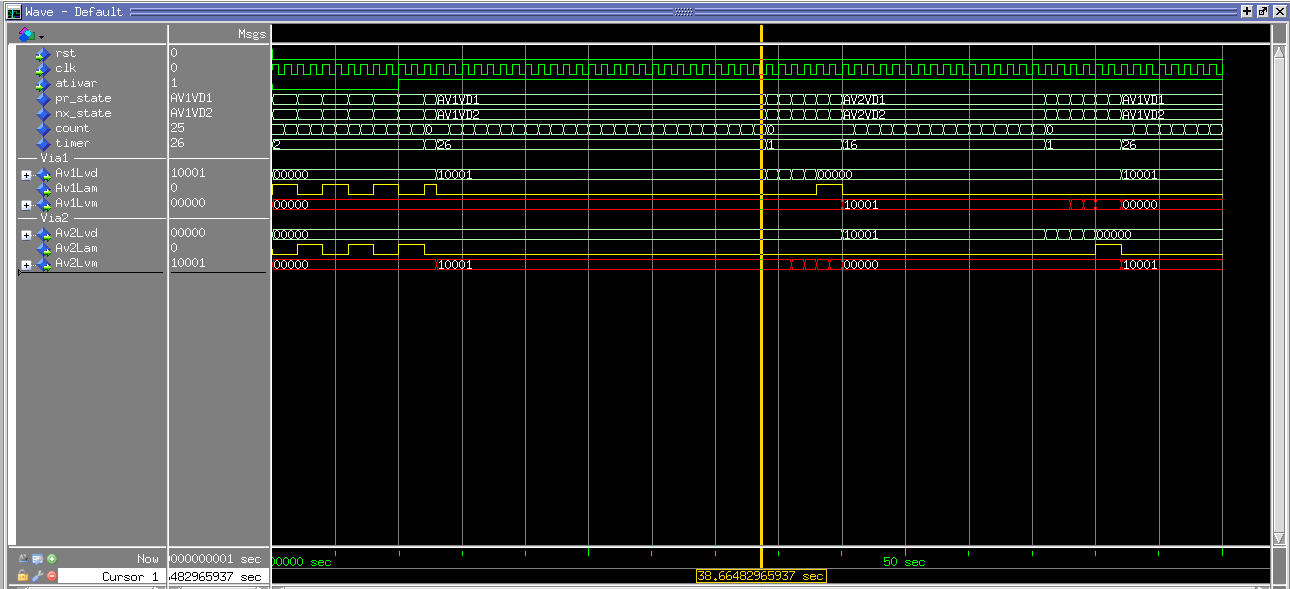 Wave - Default
Msgs
rst 0
clk 0
ativar 1
pr_state AV1VD1 AV1VD1 AV2VD1 AV1VD1
nx_state AV1VD2 AV1VD2 AV2VD2 AV1VD2
count 25 0 0 0
timer 26 2 26 1 16 1 26
Via1
Av1Lvd 10001 00000 10001 00000 10001
Av1Lam 0
Av1Lvm 00000 00000 10001 00000
Via2
Av2Lvd 00000 00000 10001 00000
Av2Lam 0
Av2Lvm 10001 00000 10001 00000 10001
Now 000000001 sec 00000 sec 50 sec
Cursor 1 .482965937 sec 38,66482965937 sec